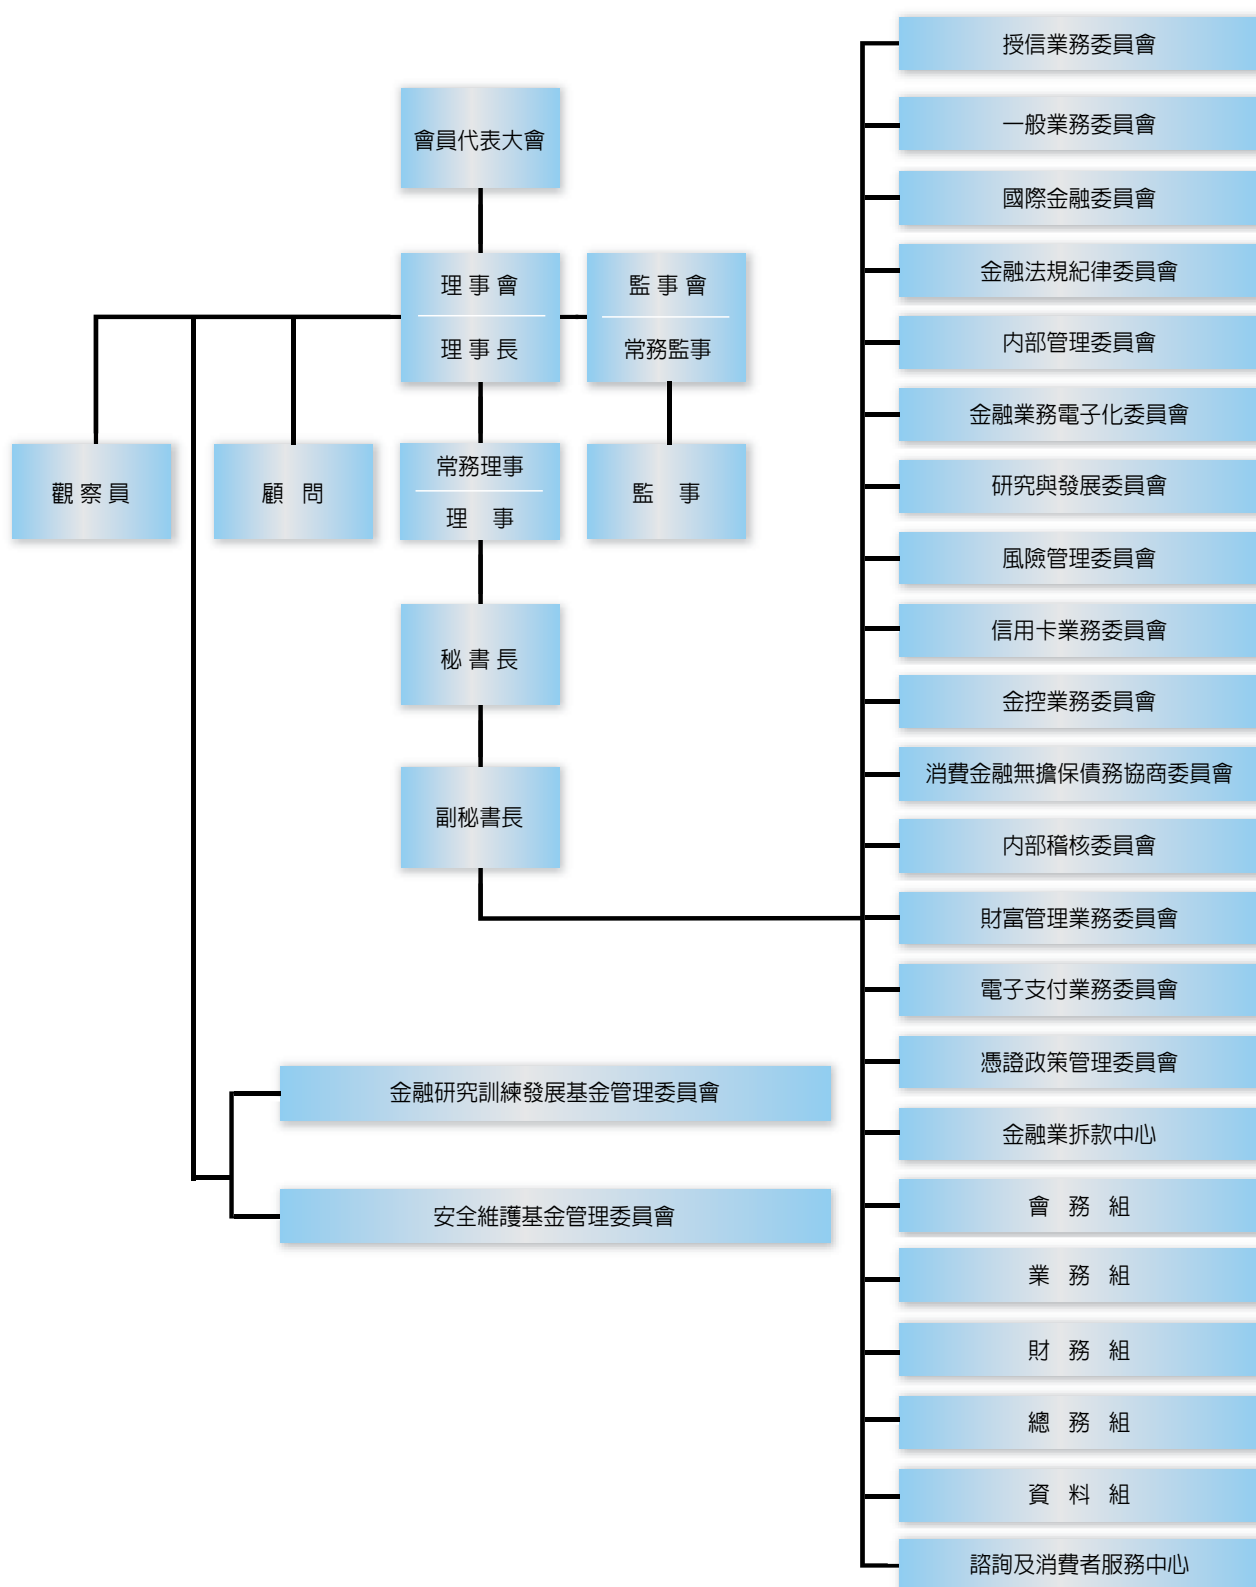 會員代表大會
理事會
理事長
監事會
常務監事
觀察員
顧問
常務理事
理事
監事
秘書長
副秘書長
金融研究訓練發展基金管理委員會
安全維護基金管理委員會
授信業務委員會
一般業務委員會
國際金融委員會
金融法規紀律委員會
內部管理委員會
金融業務電子化委員會
研究與發展委員會
風險管理委員會
信用卡業務委員會
金控業務委員會
消費金融無擔保債務協商委員會
內部稽核委員會
財富管理業務委員會
電子支付業務委員會
憑證政策管理委員會
金融業拆款中心
會務組
業務組
財務組
總務組
資料組
諮詢及消費者服務中心